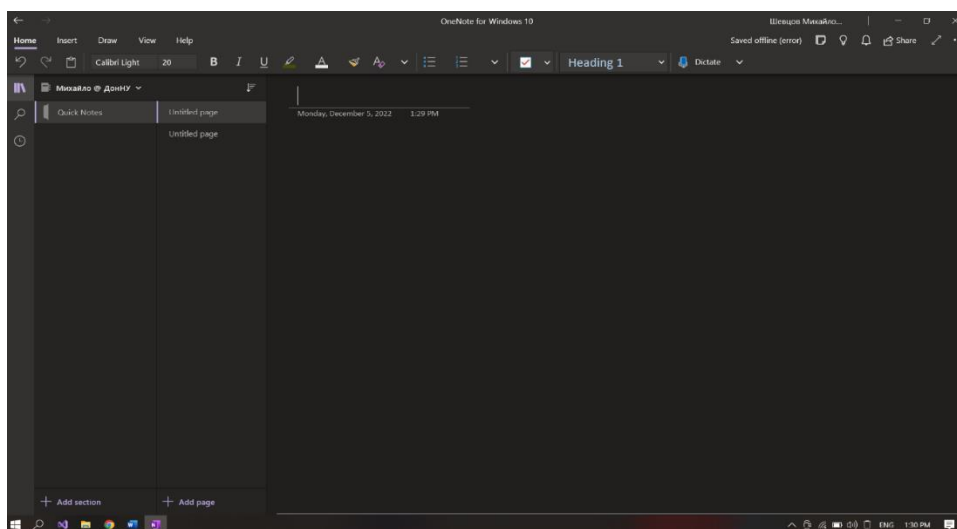 OneNote for Windows 10
Шевцов Михайло...
Home Insert Draw View Help
Saved offline (error)
Share
Calibri Light 20 B I U A
Heading 1
Dictate
Михайло @ ДонНУ
Quick Notes
Untitled page
Untitled page
Monday, December 5, 2022 1:29 PM
Add section
Add page
ENG 1:30 PM